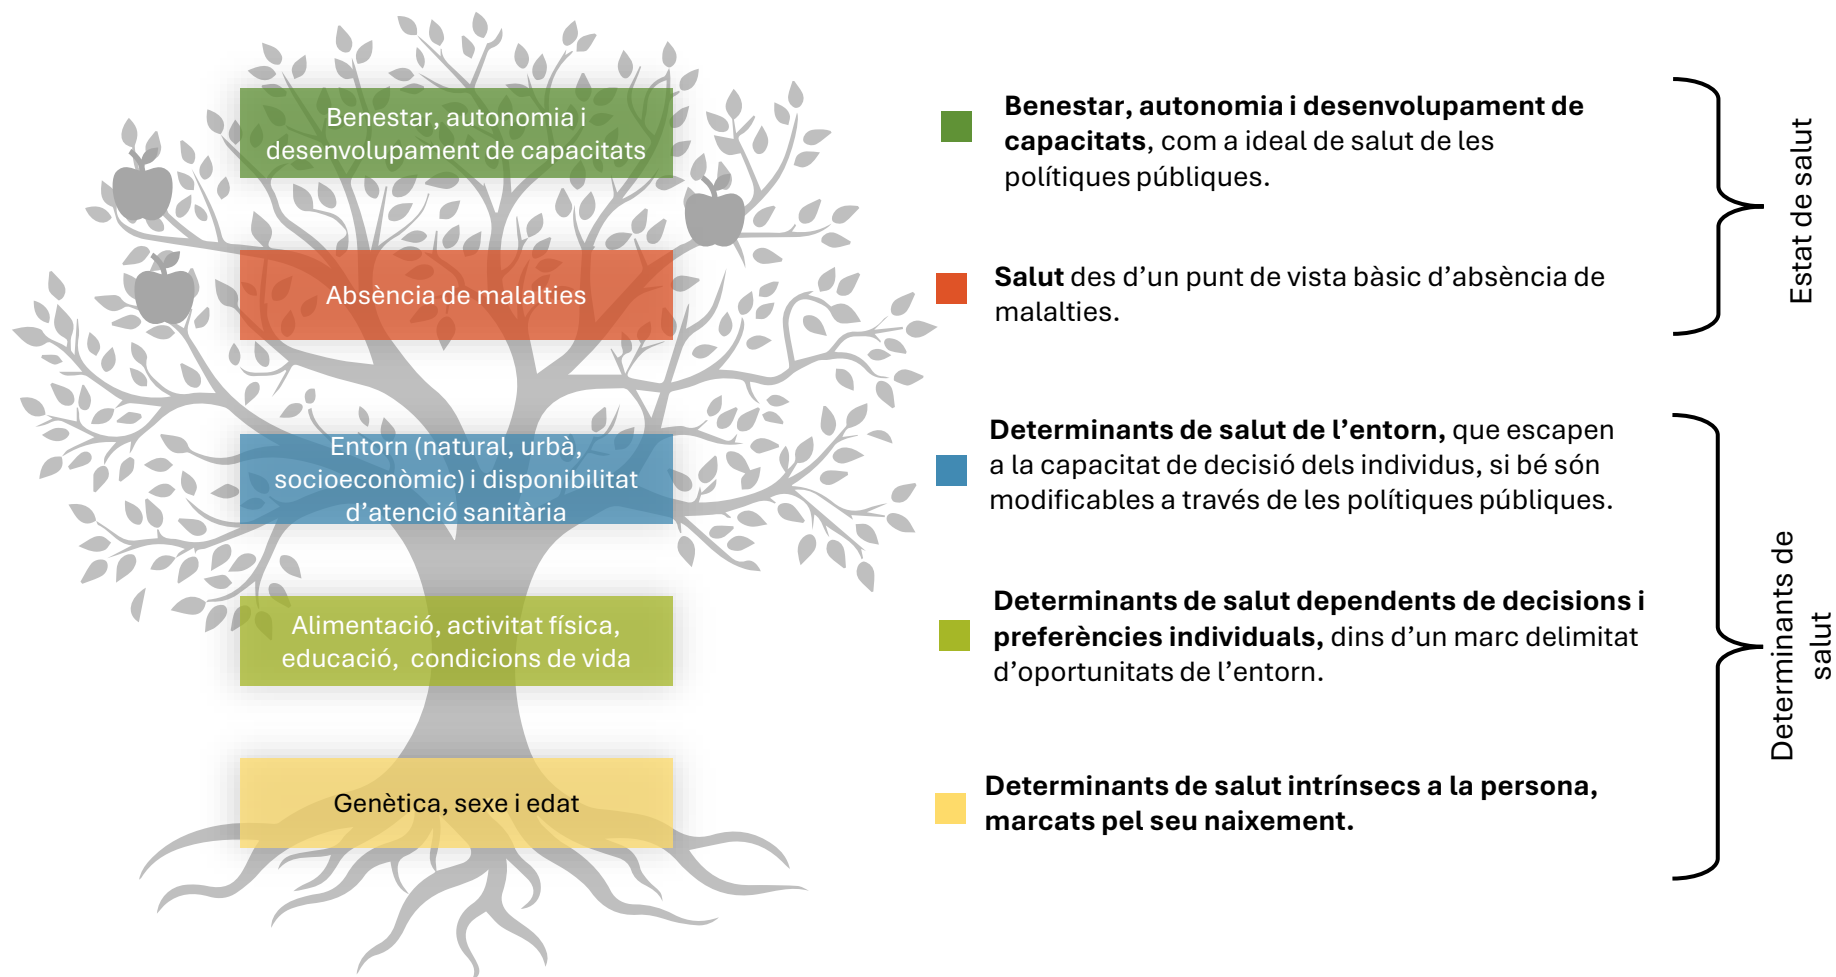 Benestar, autonomia i
desenvolupament de capacitats
Benestar, autonomia i desenvolupament de
capacitats, com a ideal de salut de les
polítiques públiques.
Absència de malalties
Salut des d’un punt de vista bàsic d’absència de
malalties.
Estat de salut
Entorn (natural, urbà,
socioeconòmic) i disponibilitat
d’atenció sanitària
Determinants de salut de l’entorn, que escapen
a la capacitat de decisió dels individus, si bé són
modificables a través de les polítiques públiques.
Alimentació, activitat física,
educació, condicions de vida
Determinants de salut dependents de decisions i
preferències individuals, dins d’un marc delimitat
d’oportunitats de l’entorn.
Genètica, sexe i edat
Determinants de salut intrínsecs a la persona,
marcats pel seu naixement.
Determinants de
salut